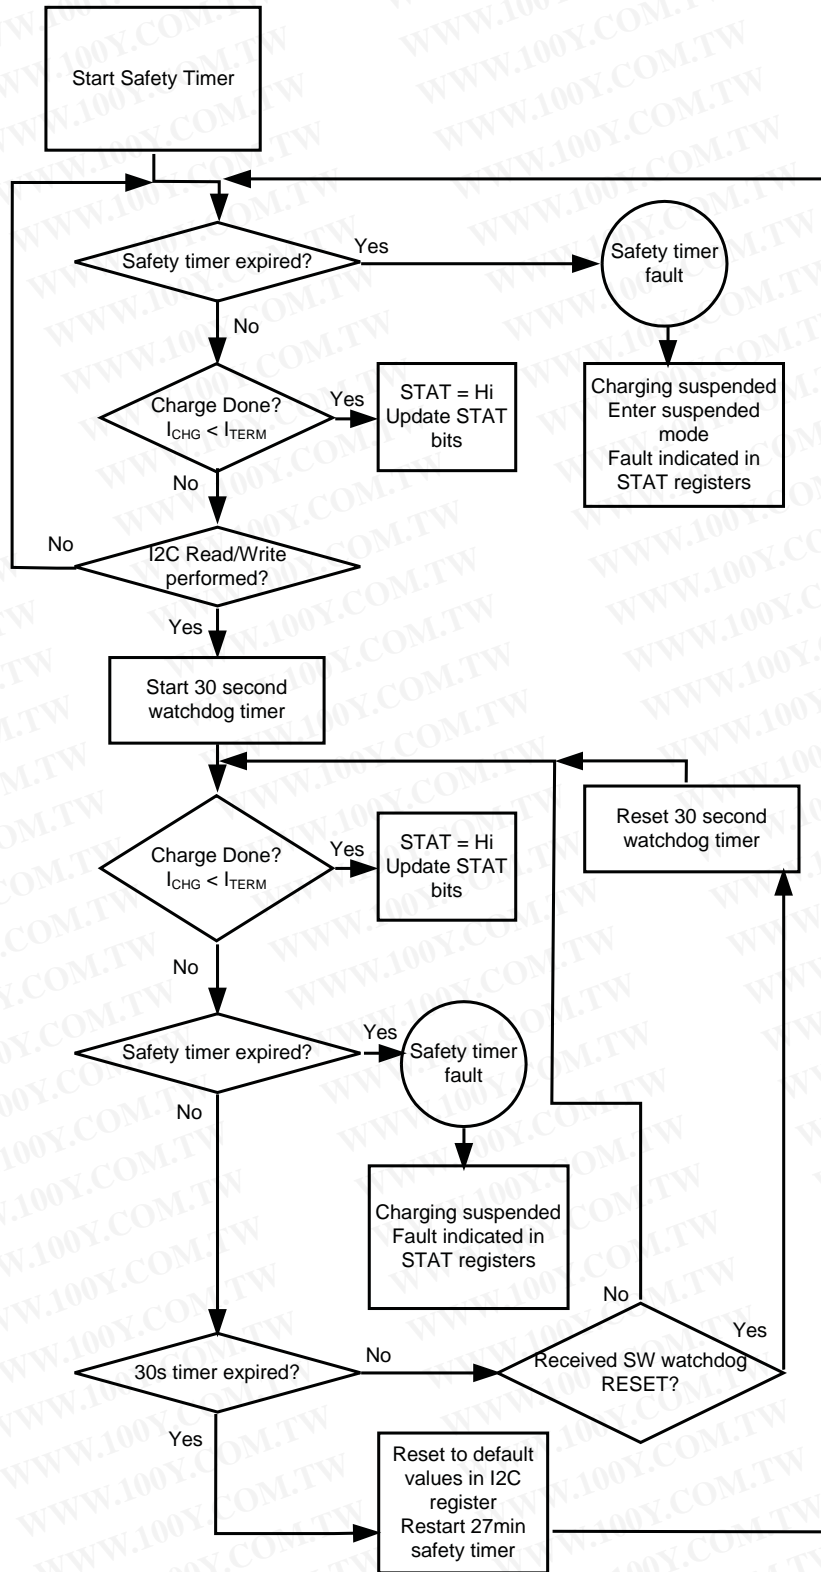 Start Safety Timer
Safety timer expired?
Yes
Safety timer
fault
No
Charge Done?
I_CHG < I_TERM
Yes
STAT = Hi
Update STAT
bits
Charging suspended
Enter suspended
mode
Fault indicated in
STAT registers
No
No
I2C Read/Write
performed?
Yes
Start 30 second
watchdog timer
Reset 30 second
watchdog timer
Charge Done?
I_CHG < I_TERM
Yes
STAT = Hi
Update STAT
bits
No
Safety timer expired?
Yes
Safety timer
fault
No
Charging suspended
Fault indicated in
STAT registers
No
Yes
30s timer expired?
No
Received SW watchdog
RESET?
Yes
Reset to default
values in I2C
register
Restart 27min
safety timer
WWW.100Y.COM.TW